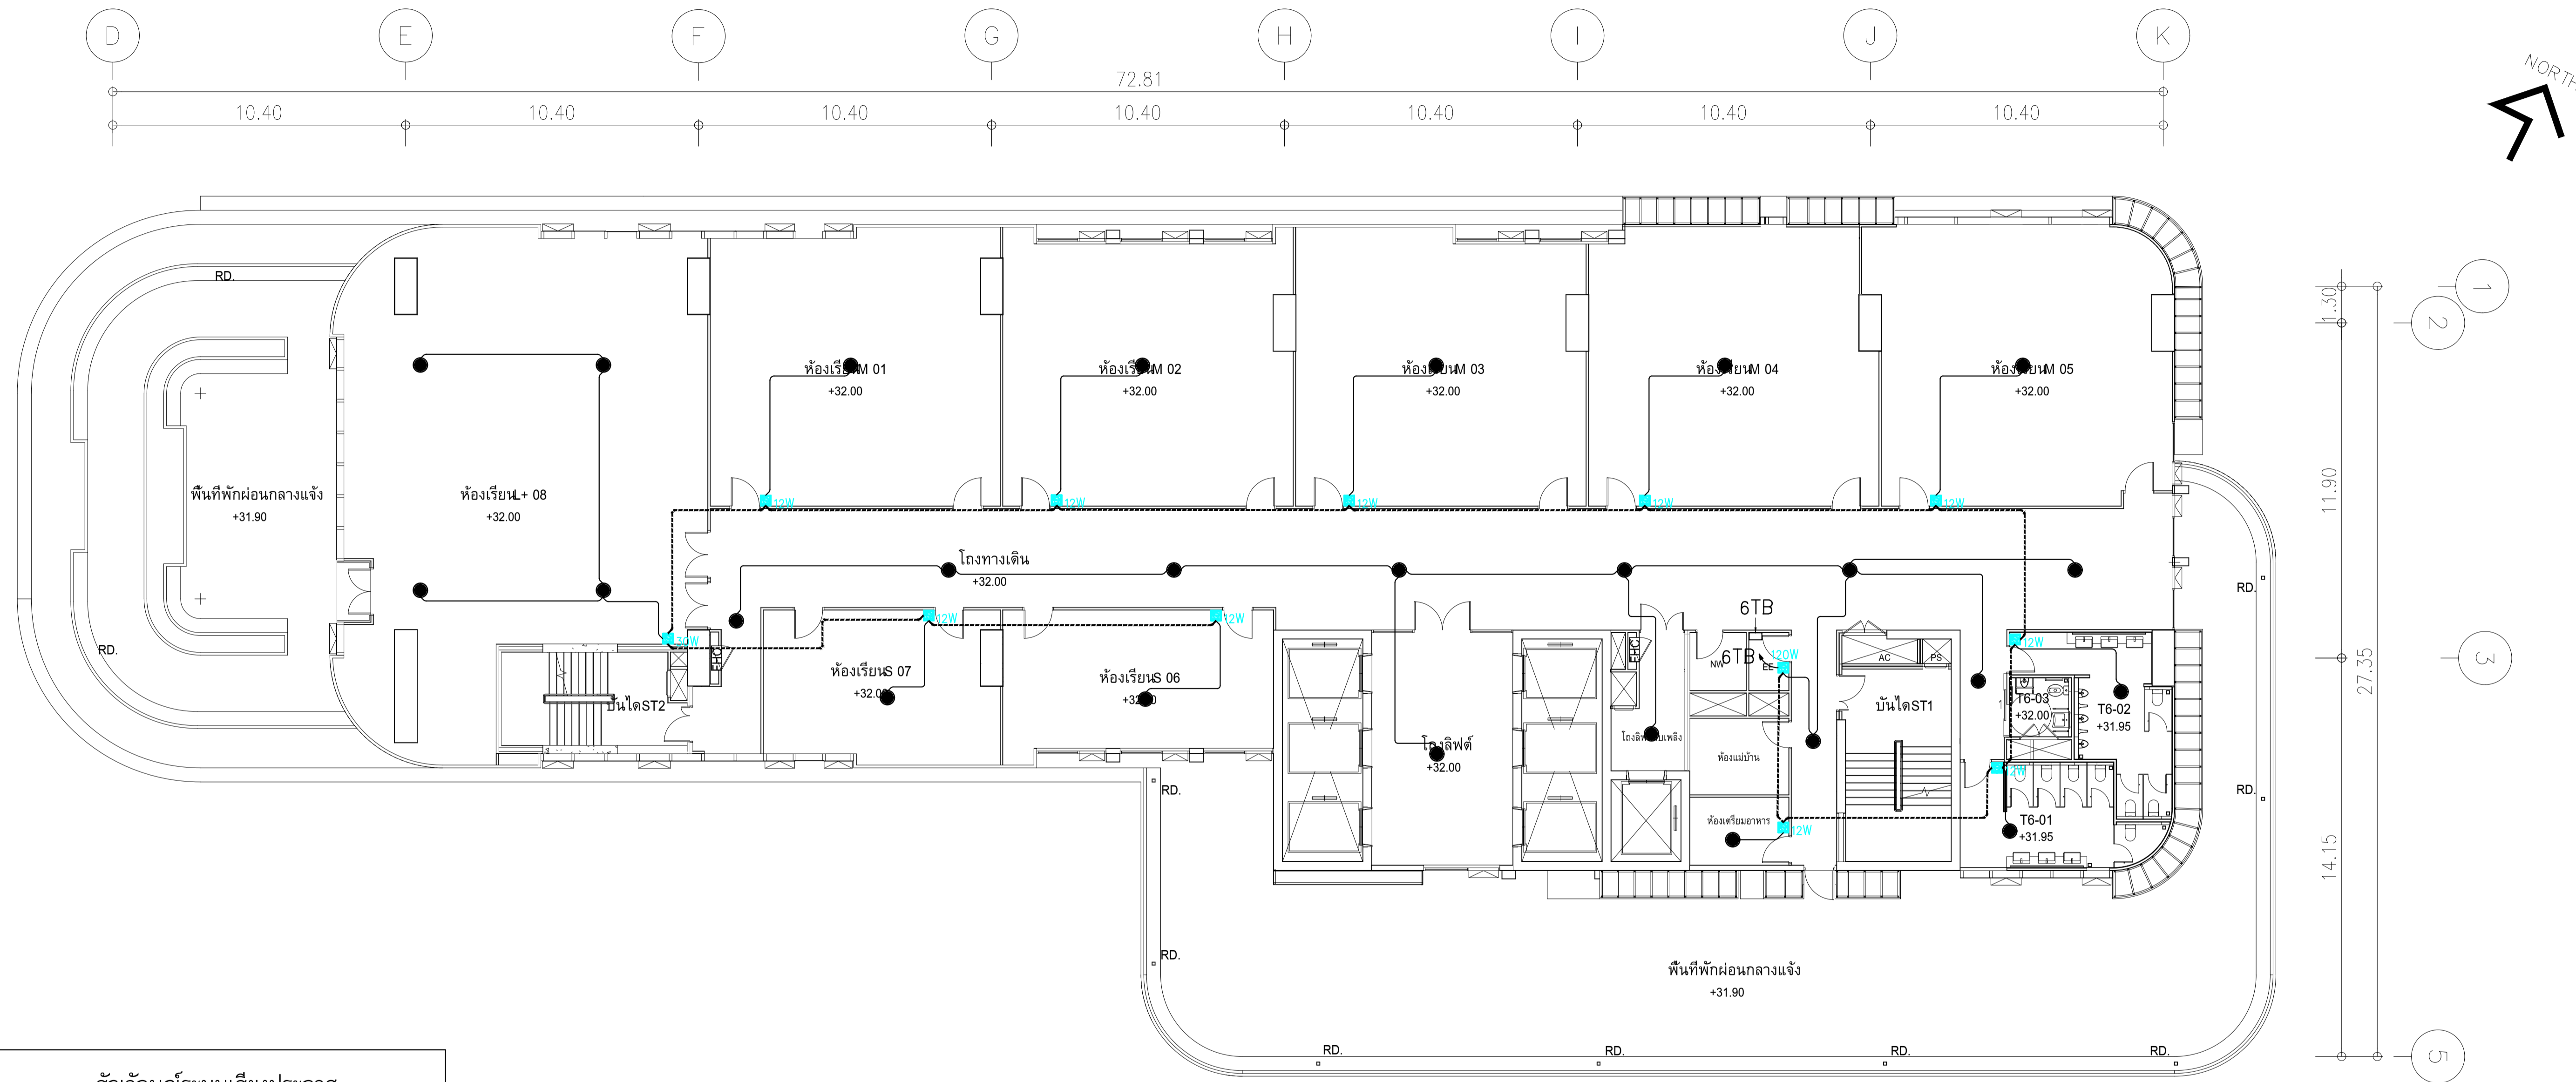 D E F G H I J K
NORTH
72.81
10.40 10.40 10.40 10.40 10.40 10.40 10.40
1
2
3
5
1.30
11.90
14.15
27.35
RD.
RD.
พื้นที่พักผ่อนกลางแจ้ง
+31.90
ห้องเรียนL+ 08
+32.00
M 01
+32.00
M 02
+32.00
M 03
+32.00
M 04
+32.00
M 05
+32.00
12W 12W 12W 12W 12W
โถงทางเดิน
+32.00
30W
12W
12W
EHC
บันไดST2
ห้องเรียนS 07
+32.00
ห้องเรียนS 06
โถงลิฟต์
+32.00
EHC
NW
6TB
6TB
EE
120W
ห้องแม่บ้าน
ห้องเตรียมอาหาร
12W
AC
PS
บันไดST1
12W
T6-03
+32.00
T6-02
+31.95
12W
T6-01
+31.95
RD.
RD.
RD.
RD.
พื้นที่พักผ่อนกลางแจ้ง
+31.90
RD. RD. RD. RD.